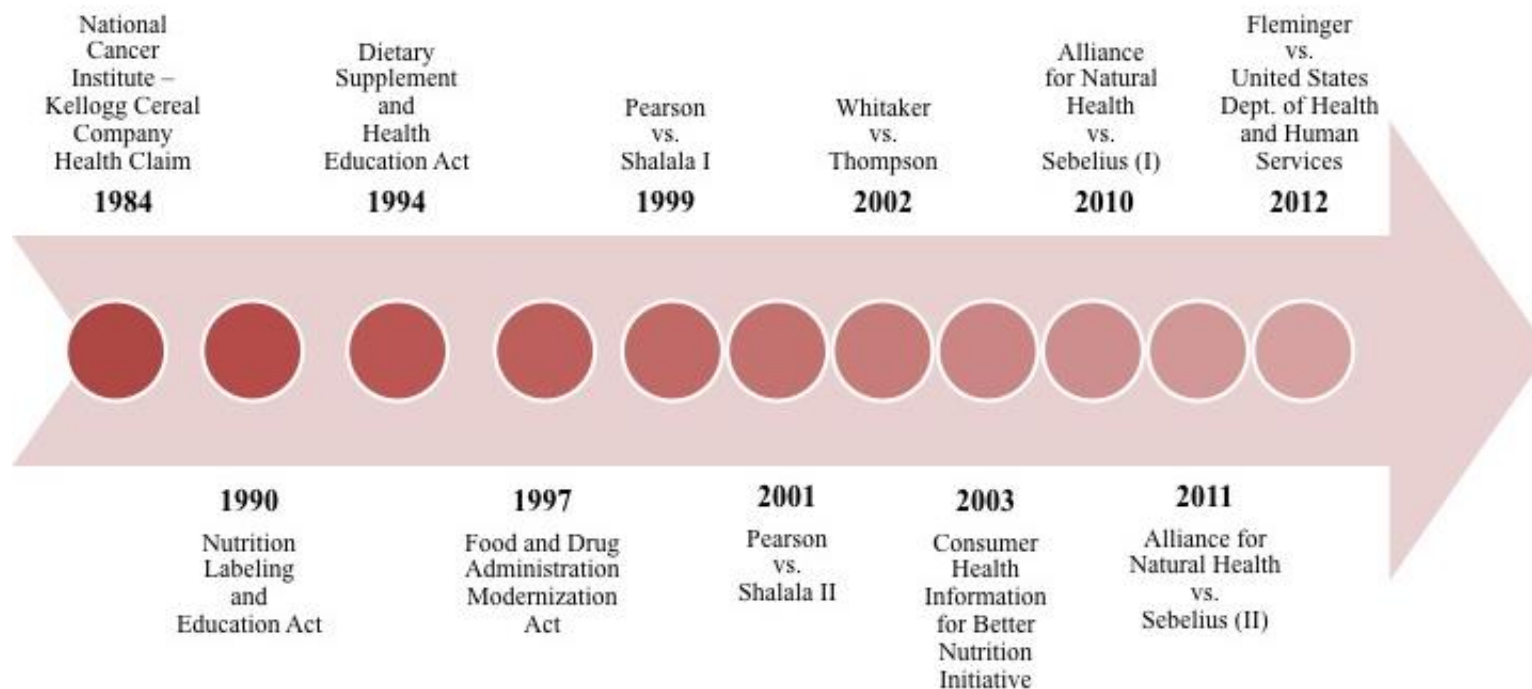 National
Cancer
Institute –
Kellogg Cereal
Company
Health Claim
1984
Dietary
Supplement
and
Health
Education Act
1994
Pearson
vs.
Shalala I
1999
Whitaker
vs.
Thompson
2002
Alliance
for Natural
Health
vs.
Sebelius (I)
2010
Fleminger
vs.
United States
Dept. of Health
and Human
Services
2012
1990
Nutrition
Labeling
and
Education Act
1997
Food and Drug
Administration
Modernization
Act
2001
Pearson
vs.
Shalala II
2003
Consumer
Health
Information
for Better
Nutrition
Initiative
2011
Alliance for
Natural Health
vs.
Sebelius (II)